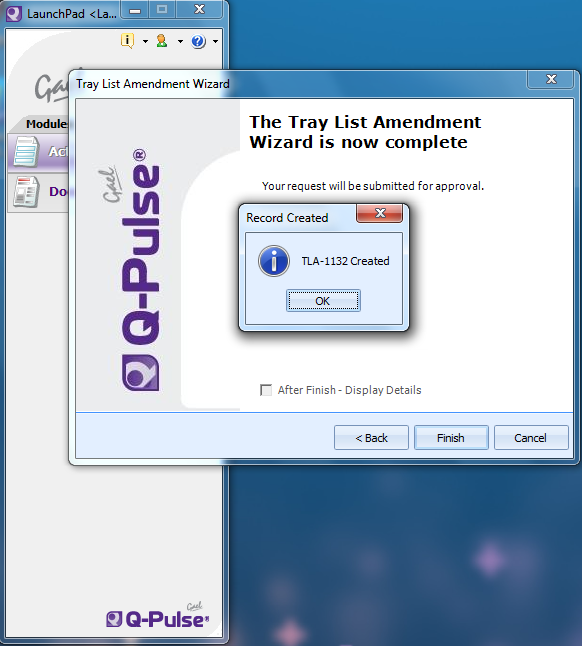 LaunchPad <La...
Tray List Amendment Wizard
Gael
Module
Ac
Do
Gael
Q-Pulse®
The Tray List Amendment
Wizard is now complete
Your request will be submitted for approval.
Record Created
TLA-1132 Created
OK
After Finish - Display Details
< Back
Finish
Cancel
Gael
Q-Pulse®